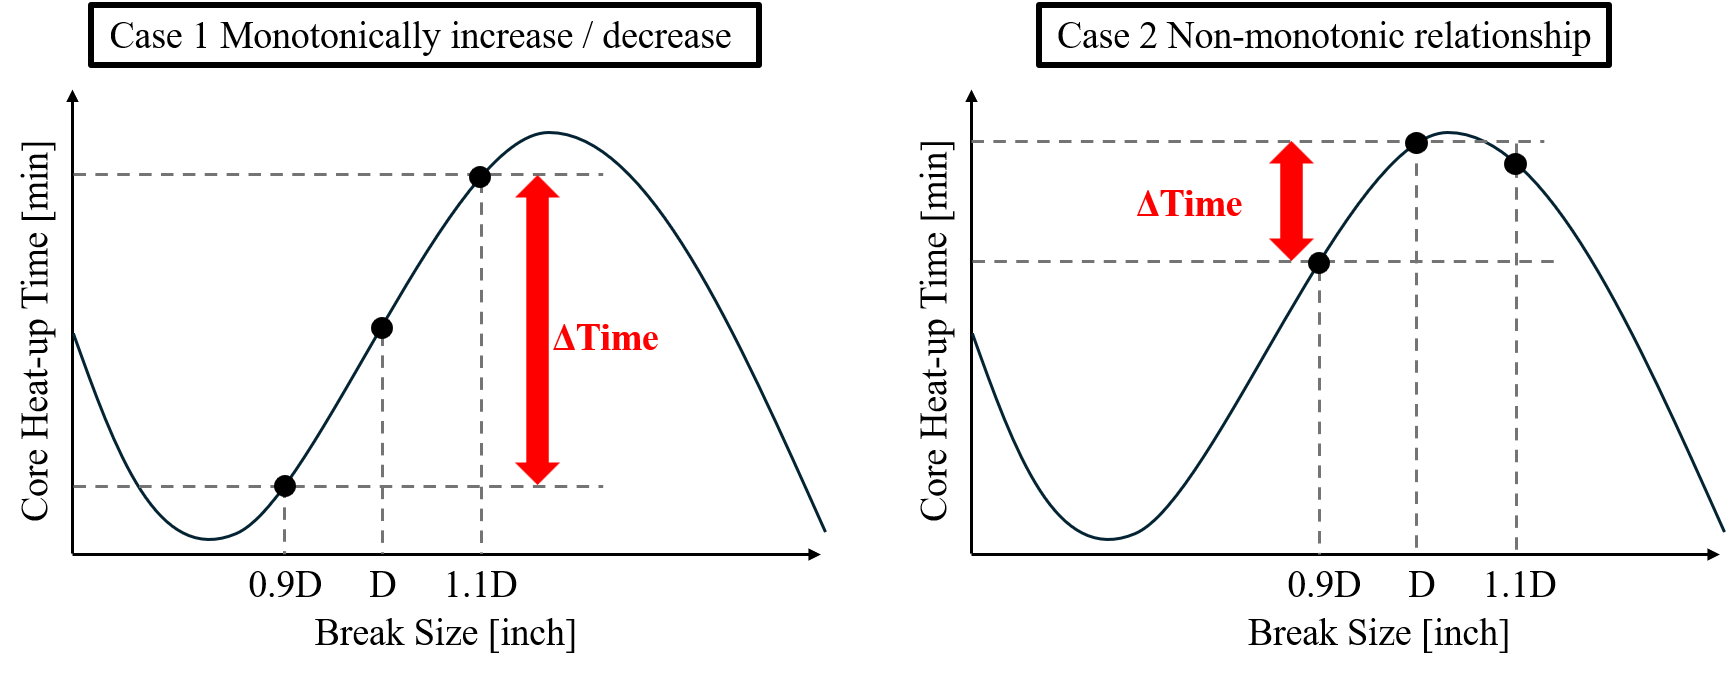 Case 1 Monotonically increase / decrease
Core Heat-up Time [min]
ΔTime
0.9D D 1.1D
Break Size [inch]
Case 2 Non-monotonic relationship
Core Heat-up Time [min]
ΔTime
0.9D D 1.1D
Break Size [inch]